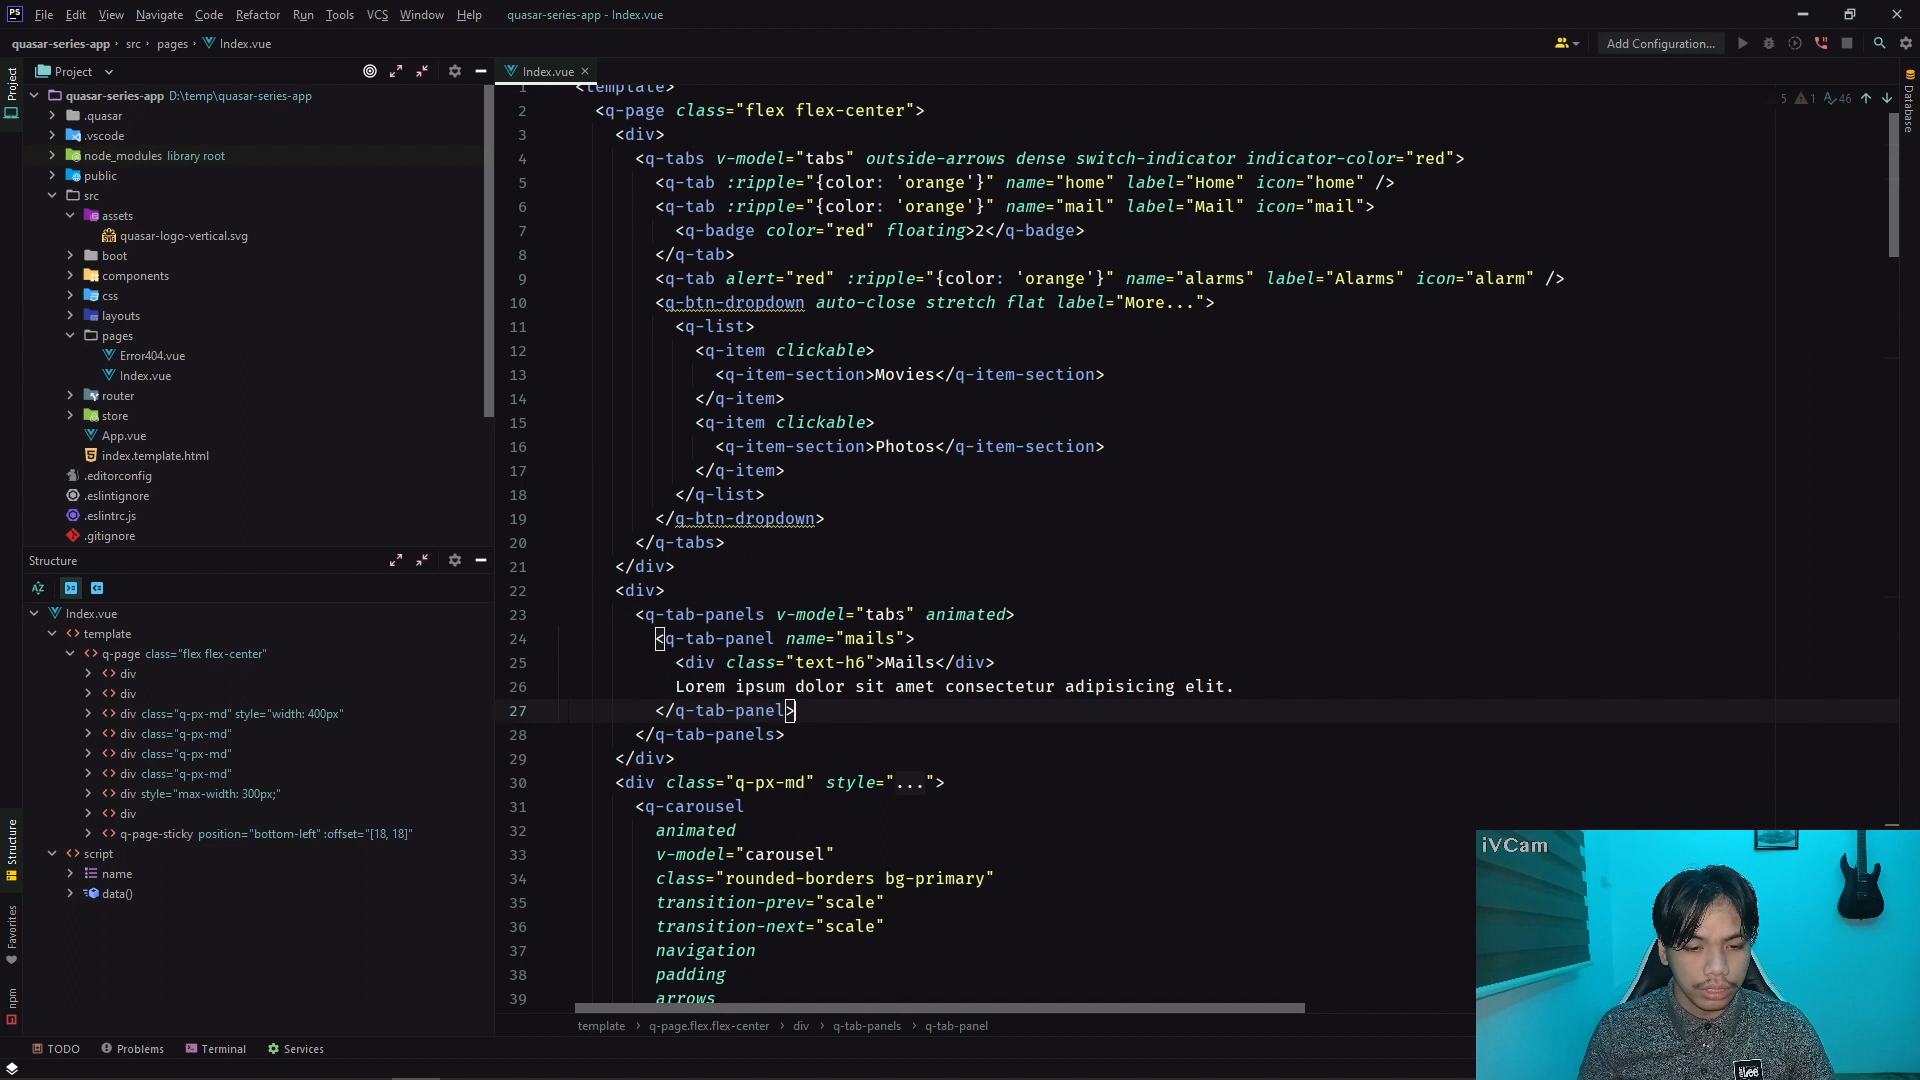 PS File Edit View Navigate Code Refactor Run Tools VCS Window Help quasar-series-app - Index.vue
quasar-series-app › src › pages › Index.vue
Add Configuration...
Project
Index.vue
quasar-series-app D:\temp\quasar-series-app
.quasar
.vscode
node_modules library root
public
src
assets
quasar-logo-vertical.svg
boot
components
css
layouts
pages
Error404.vue
Index.vue
router
store
App.vue
index.template.html
.editorconfig
.eslintignore
.eslintrc.js
.gitignore
Structure
Index.vue
template
q-page class="flex flex-center"
div
div
div class="q-px-md" style="width: 400px"
div class="q-px-md"
div class="q-px-md"
div class="q-px-md"
div style="max-width: 300px;"
div
q-page-sticky position="bottom-left" :offset="[18, 18]"
script
name
data()
Project
Structure
Favorites
npm
5 1 46
Database
1 <template>
2 <q-page class="flex flex-center">
3 <div>
4 <q-tabs v-model="tabs" outside-arrows dense switch-indicator indicator-color="red">
5 <q-tab :ripple="{color: 'orange'}" name="home" label="Home" icon="home" />
6 <q-tab :ripple="{color: 'orange'}" name="mail" label="Mail" icon="mail">
7 <q-badge color="red" floating>2</q-badge>
8 </q-tab>
9 <q-tab alert="red" :ripple="{color: 'orange'}" name="alarms" label="Alarms" icon="alarm" />
10 <q-btn-dropdown auto-close stretch flat label="More...">
11 <q-list>
12 <q-item clickable>
13 <q-item-section>Movies</q-item-section>
14 </q-item>
15 <q-item clickable>
16 <q-item-section>Photos</q-item-section>
17 </q-item>
18 </q-list>
19 </q-btn-dropdown>
20 </q-tabs>
21 </div>
22 <div>
23 <q-tab-panels v-model="tabs" animated>
24 <q-tab-panel name="mails">
25 <div class="text-h6">Mails</div>
26 Lorem ipsum dolor sit amet consectetur adipisicing elit.
27 </q-tab-panel>
28 </q-tab-panels>
29 </div>
30 <div class="q-px-md" style="...">
31 <q-carousel
32 animated
33 v-model="carousel"
34 class="rounded-borders bg-primary"
35 transition-prev="scale"
36 transition-next="scale"
37 navigation
38 padding
39 arrows
template › q-page.flex.flex-center › div › q-tab-panels › q-tab-panel
TODO Problems Terminal Services
iVCam
Lee